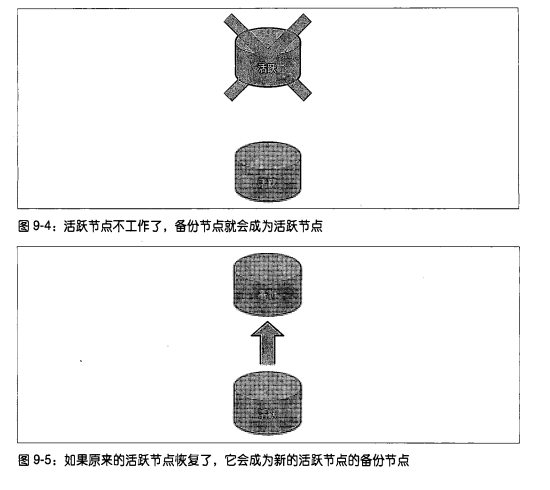 活跃
图 9-4：活跃节点不工作了，备份节点就会成为活跃节点
图 9-5：如果原来的活跃节点恢复了，它会成为新的活跃节点的备份节点